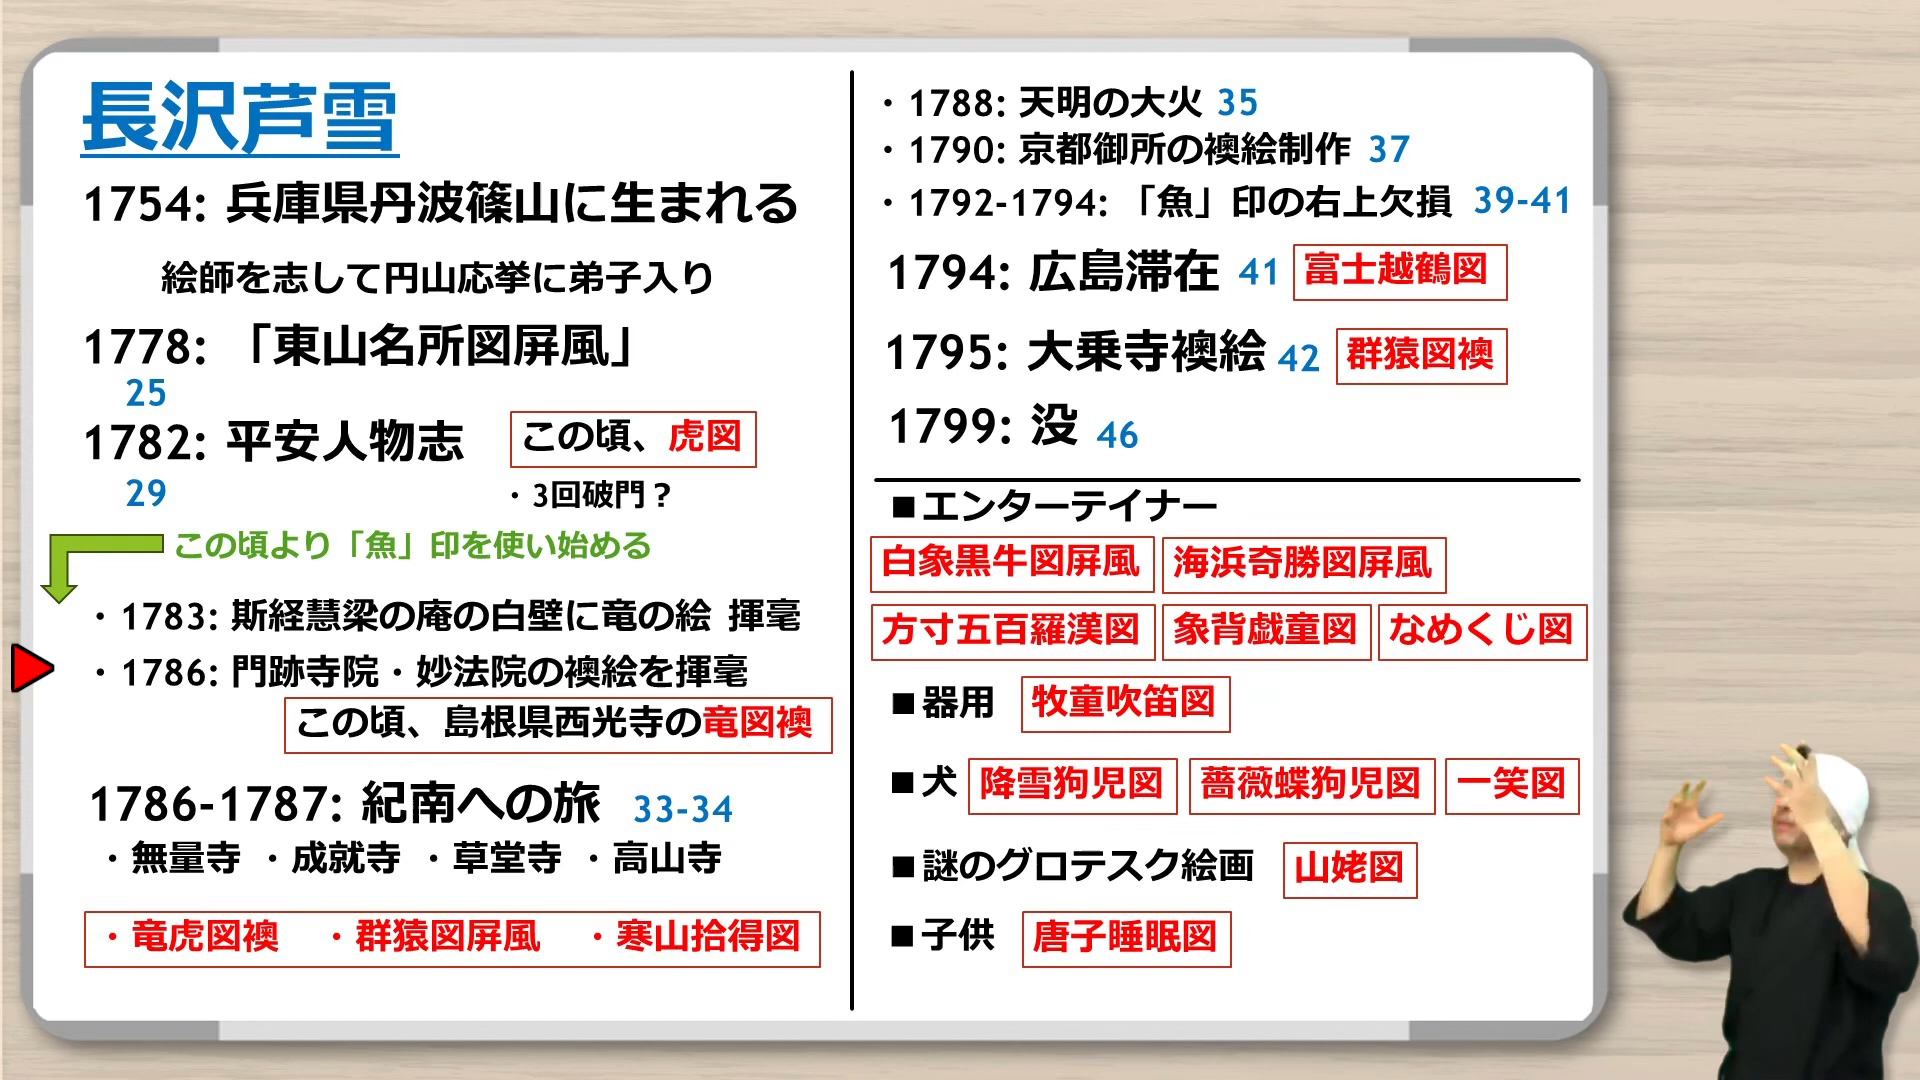 長沢芦雪
1754: 兵庫県丹波篠山に生まれる
絵師を志して円山応挙に弟子入り
1778: 「東山名所図屏風」
25
1782: 平安人物志
この頃、虎図
29
・3回破門？
この頃より「魚」印を使い始める
・1783: 斯経慧梁の庵の白壁に竜の絵 揮毫
・1786: 門跡寺院・妙法院の襖絵を揮毫
この頃、島根県西光寺の竜図襖
1786-1787: 紀南への旅 33-34
・無量寺 ・成就寺 ・草堂寺 ・高山寺
・竜虎図襖 ・群猿図屏風 ・寒山拾得図
・1788: 天明の大火 35
・1790: 京都御所の襖絵制作 37
・1792-1794: 「魚」印の右上欠損 39-41
1794: 広島滞在 41 富士越鶴図
1795: 大乗寺襖絵 42 群猿図襖
1799: 没 46
■エンターテイナー
白象黒牛図屏風 海浜奇勝図屏風
方寸五百羅漢図 象背戯童図 なめくじ図
■器用 牧童吹笛図
■犬 降雪狗児図 薔薇蝶狗児図 一笑図
■謎のグロテスク絵画 山姥図
■子供 唐子睡眠図